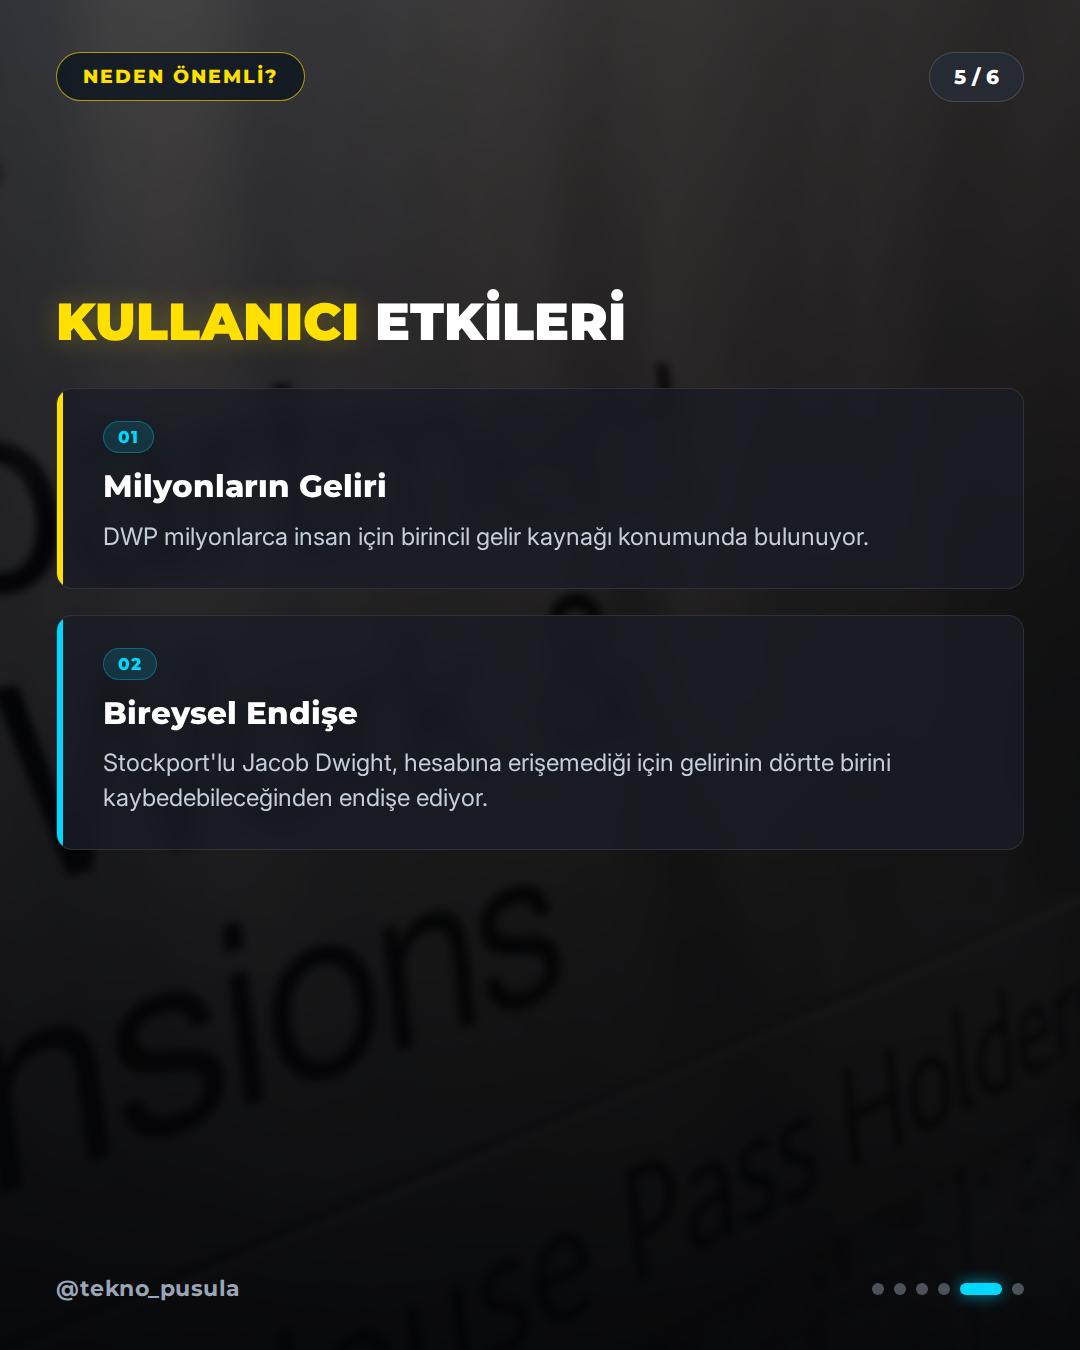 NEDEN ÖNEMLİ?
5 / 6
KULLANICI ETKİLERİ
01
Milyonların Geliri
DWP milyonlarca insan için birincil gelir kaynağı konumunda bulunuyor.
02
Bireysel Endişe
Stockport'lu Jacob Dwight, hesabına erişemediği için gelirinin dörtte birini
kaybedebileceğinden endişe ediyor.
nsions
Pass Holder
@tekno_pusula